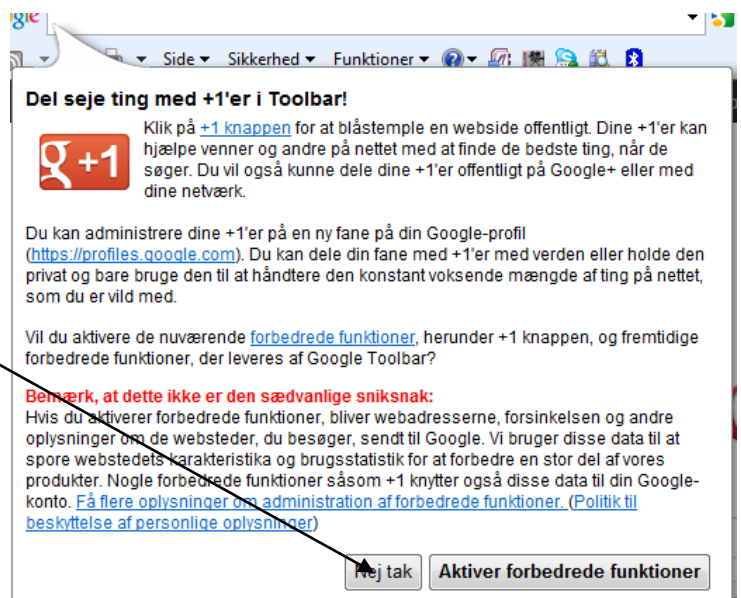 gle
Side Sikkerhed Funktioner
Del seje ting med +1'er i Toolbar!
g +1
Klik på +1 knappen for at blåstemple en webside offentligt. Dine +1'er kan
hjælpe venner og andre på nettet med at finde de bedste ting, når de
søger. Du vil også kunne dele dine +1'er offentligt på Google+ eller med
dine netværk.
Du kan administrere dine +1'er på en ny fane på din Google-profil
(https://profiles.google.com). Du kan dele din fane med +1'er med verden eller holde den
privat og bare bruge den til at håndtere den konstant voksende mængde af ting på nettet,
som du er vild med.
Vil du aktivere de nuværende forbedrede funktioner, herunder +1 knappen, og fremtidige
forbedrede funktioner, der leveres af Google Toolbar?
Bemærk, at dette ikke er den sædvanlige sniksnak:
Hvis du aktiverer forbedrede funktioner, bliver webadresserne, forsinkelsen og andre
oplysninger om de websteder, du besøger, sendt til Google. Vi bruger disse data til at
spore webstedets karakteristika og brugsstatistik for at forbedre en stor del af vores
produkter. Nogle forbedrede funktioner såsom +1 knytter også disse data til din Google-
konto. Få flere oplysninger om administration af forbedrede funktioner. (Politik til
beskyttelse af personlige oplysninger)
Nej tak Aktiver forbedrede funktioner